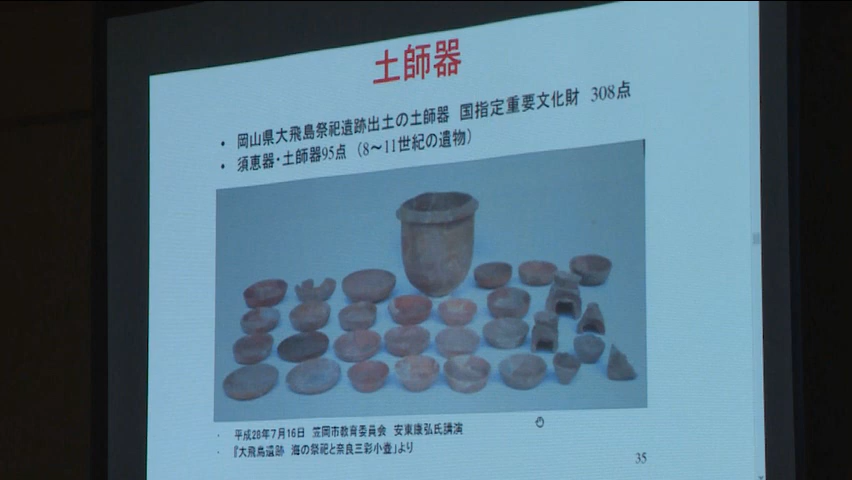 土師器
・ 岡山県大飛島祭祀遺跡出土の土師器 国指定重要文化財 308点
・ 須恵器・土師器95点 （8～11世紀の遺物）
・ 平成28年7月16日 笠岡市教育委員会 安東康弘氏講演
・ 『大飛島遺跡 海の祭祀と奈良三彩小壺』より
35